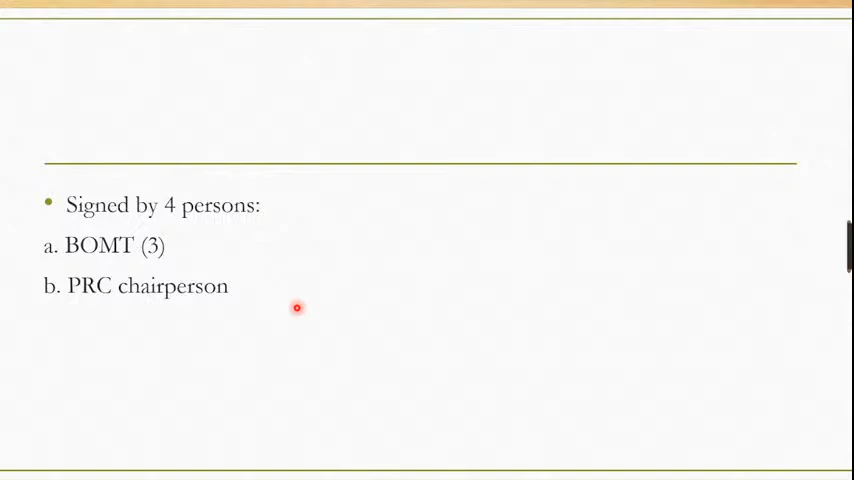 • Signed by 4 persons:
a. BOMT (3)
b. PRC chairperson